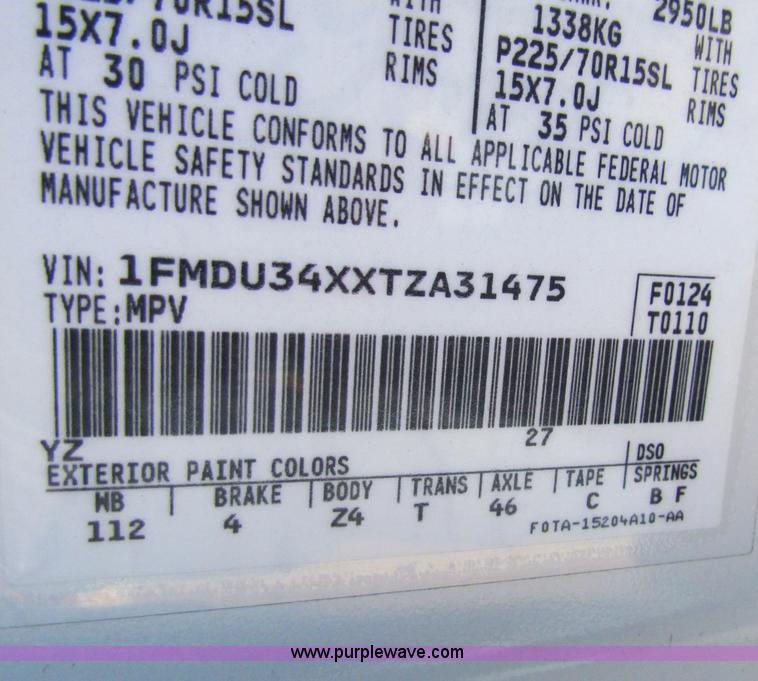 70R15SL WITH 2950LB
15X7.0J TIRES 1338KG WITH
AT 30 PSI COLD RIMS P225/70R15SL TIRES
15X7.0J RIMS
AT 35 PSI COLD
THIS VEHICLE CONFORMS TO ALL APPLICABLE FEDERAL MOTOR
VEHICLE SAFETY STANDARDS IN EFFECT ON THE DATE OF
MANUFACTURE SHOWN ABOVE.
VIN: 1FMDU34XXTZA31475 F0124
TYPE:MPV T0110
YZ 27
EXTERIOR PAINT COLORS DSO
WB BRAKE BODY TRANS AXLE TAPE SPRINGS
112 4 Z4 T 46 C B F
F0TA-15204A10-AA
www.purplewave.com